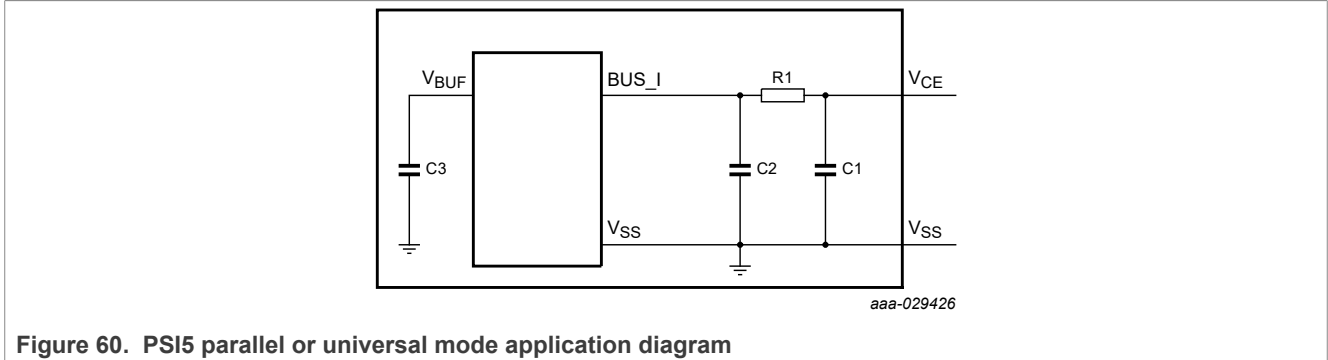 VBUF
BUS_I
R1
VCE
C3
C2
C1
VSS
VSS
aaa-029426
Figure 60. PSI5 parallel or universal mode application diagram